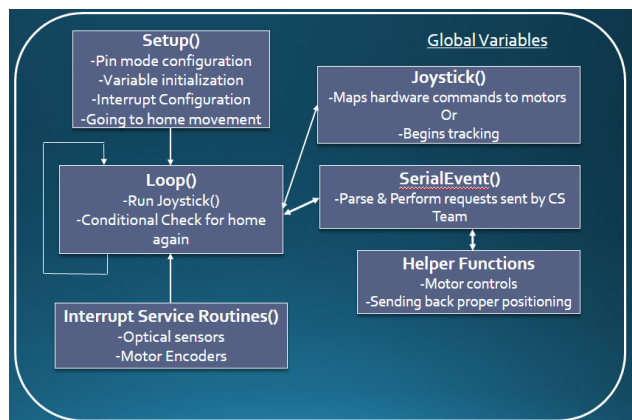 Setup()
-Pin mode configuration
-Variable initialization
-Interrupt Configuration
-Going to home movement
Global Variables
Joystick()
-Maps hardware commands to motors
Or
-Begins tracking
Loop()
-Run Joystick()
-Conditional Check for home
again
SerialEvent()
-Parse & Perform requests sent by CS
Team
Helper Functions
-Motor controls
-Sending back proper positioning
Interrupt Service Routines()
-Optical sensors
-Motor Encoders